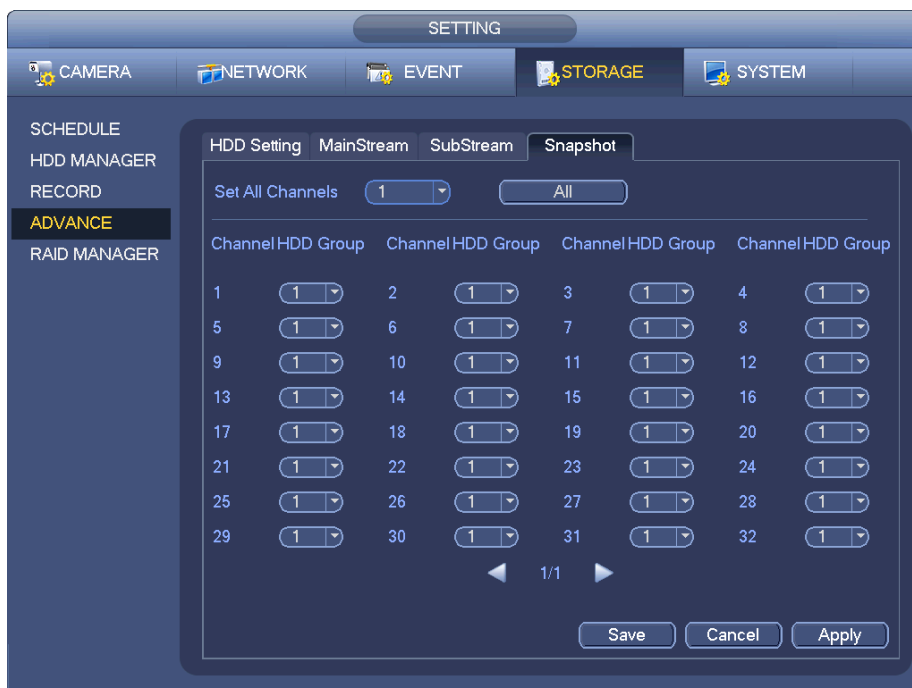 SETTING
CAMERA NETWORK EVENT STORAGE SYSTEM
SCHEDULE
HDD MANAGER
RECORD
ADVANCE
RAID MANAGER
HDD Setting MainStream SubStream Snapshot
Set All Channels 1 All
Channel HDD Group Channel HDD Group Channel HDD Group Channel HDD Group
1 1 2 1 3 1 4 1
5 1 6 1 7 1 8 1
9 1 10 1 11 1 12 1
13 1 14 1 15 1 16 1
17 1 18 1 19 1 20 1
21 1 22 1 23 1 24 1
25 1 26 1 27 1 28 1
29 1 30 1 31 1 32 1
1/1
Save Cancel Apply